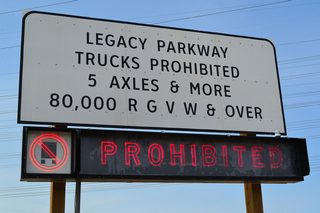 LEGACY PARKWAY
TRUCKS PROHIBITED
5 AXLES & MORE
80,000 R G V W & OVER
PROHIBITED